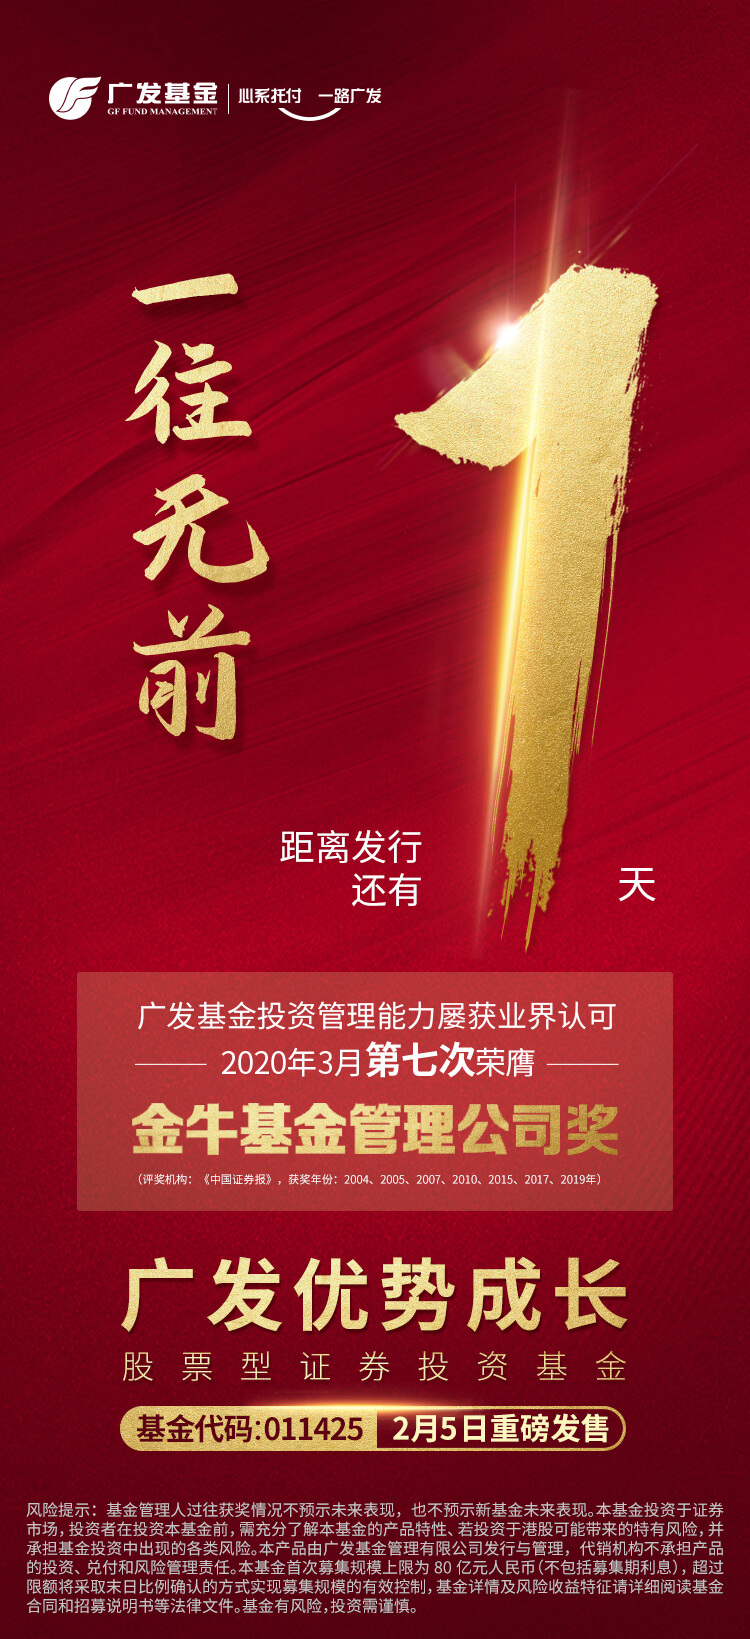 广发基金
GF FUND MANAGEMENT
心系托付 一路广发
一往无前
1
距离发行
还有
天
广发基金投资管理能力屡获业界认可
2020年3月第七次荣膺
金牛基金管理公司奖
(评奖机构：《中国证券报》，获奖年份：2004、2005、2007、2010、2015、2017、2019年)
广发优势成长
股票型证券投资基金
基金代码:011425 2月5日重磅发售
风险提示：基金管理人过往获奖情况不预示未来表现，也不预示新基金未来表现。本基金投资于证券
市场，投资者在投资本基金前，需充分了解本基金的产品特性、若投资于港股可能带来的特有风险，并
承担基金投资中出现的各类风险。本产品由广发基金管理有限公司发行与管理，代销机构不承担产品
的投资、兑付和风险管理责任。本基金首次募集规模上限为 80 亿元人民币（不包括募集期利息），超过
限额将采取末日比例确认的方式实现募集规模的有效控制，基金详情及风险收益特征请详细阅读基金
合同和招募说明书等法律文件。基金有风险，投资需谨慎。